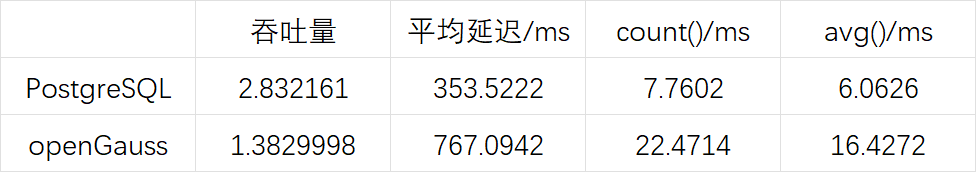 吞吐量 平均延迟/ms count()/ms avg()/ms
PostgreSQL 2.832161 353.5222 7.7602 6.0626
openGauss 1.3829998 767.0942 22.4714 16.4272